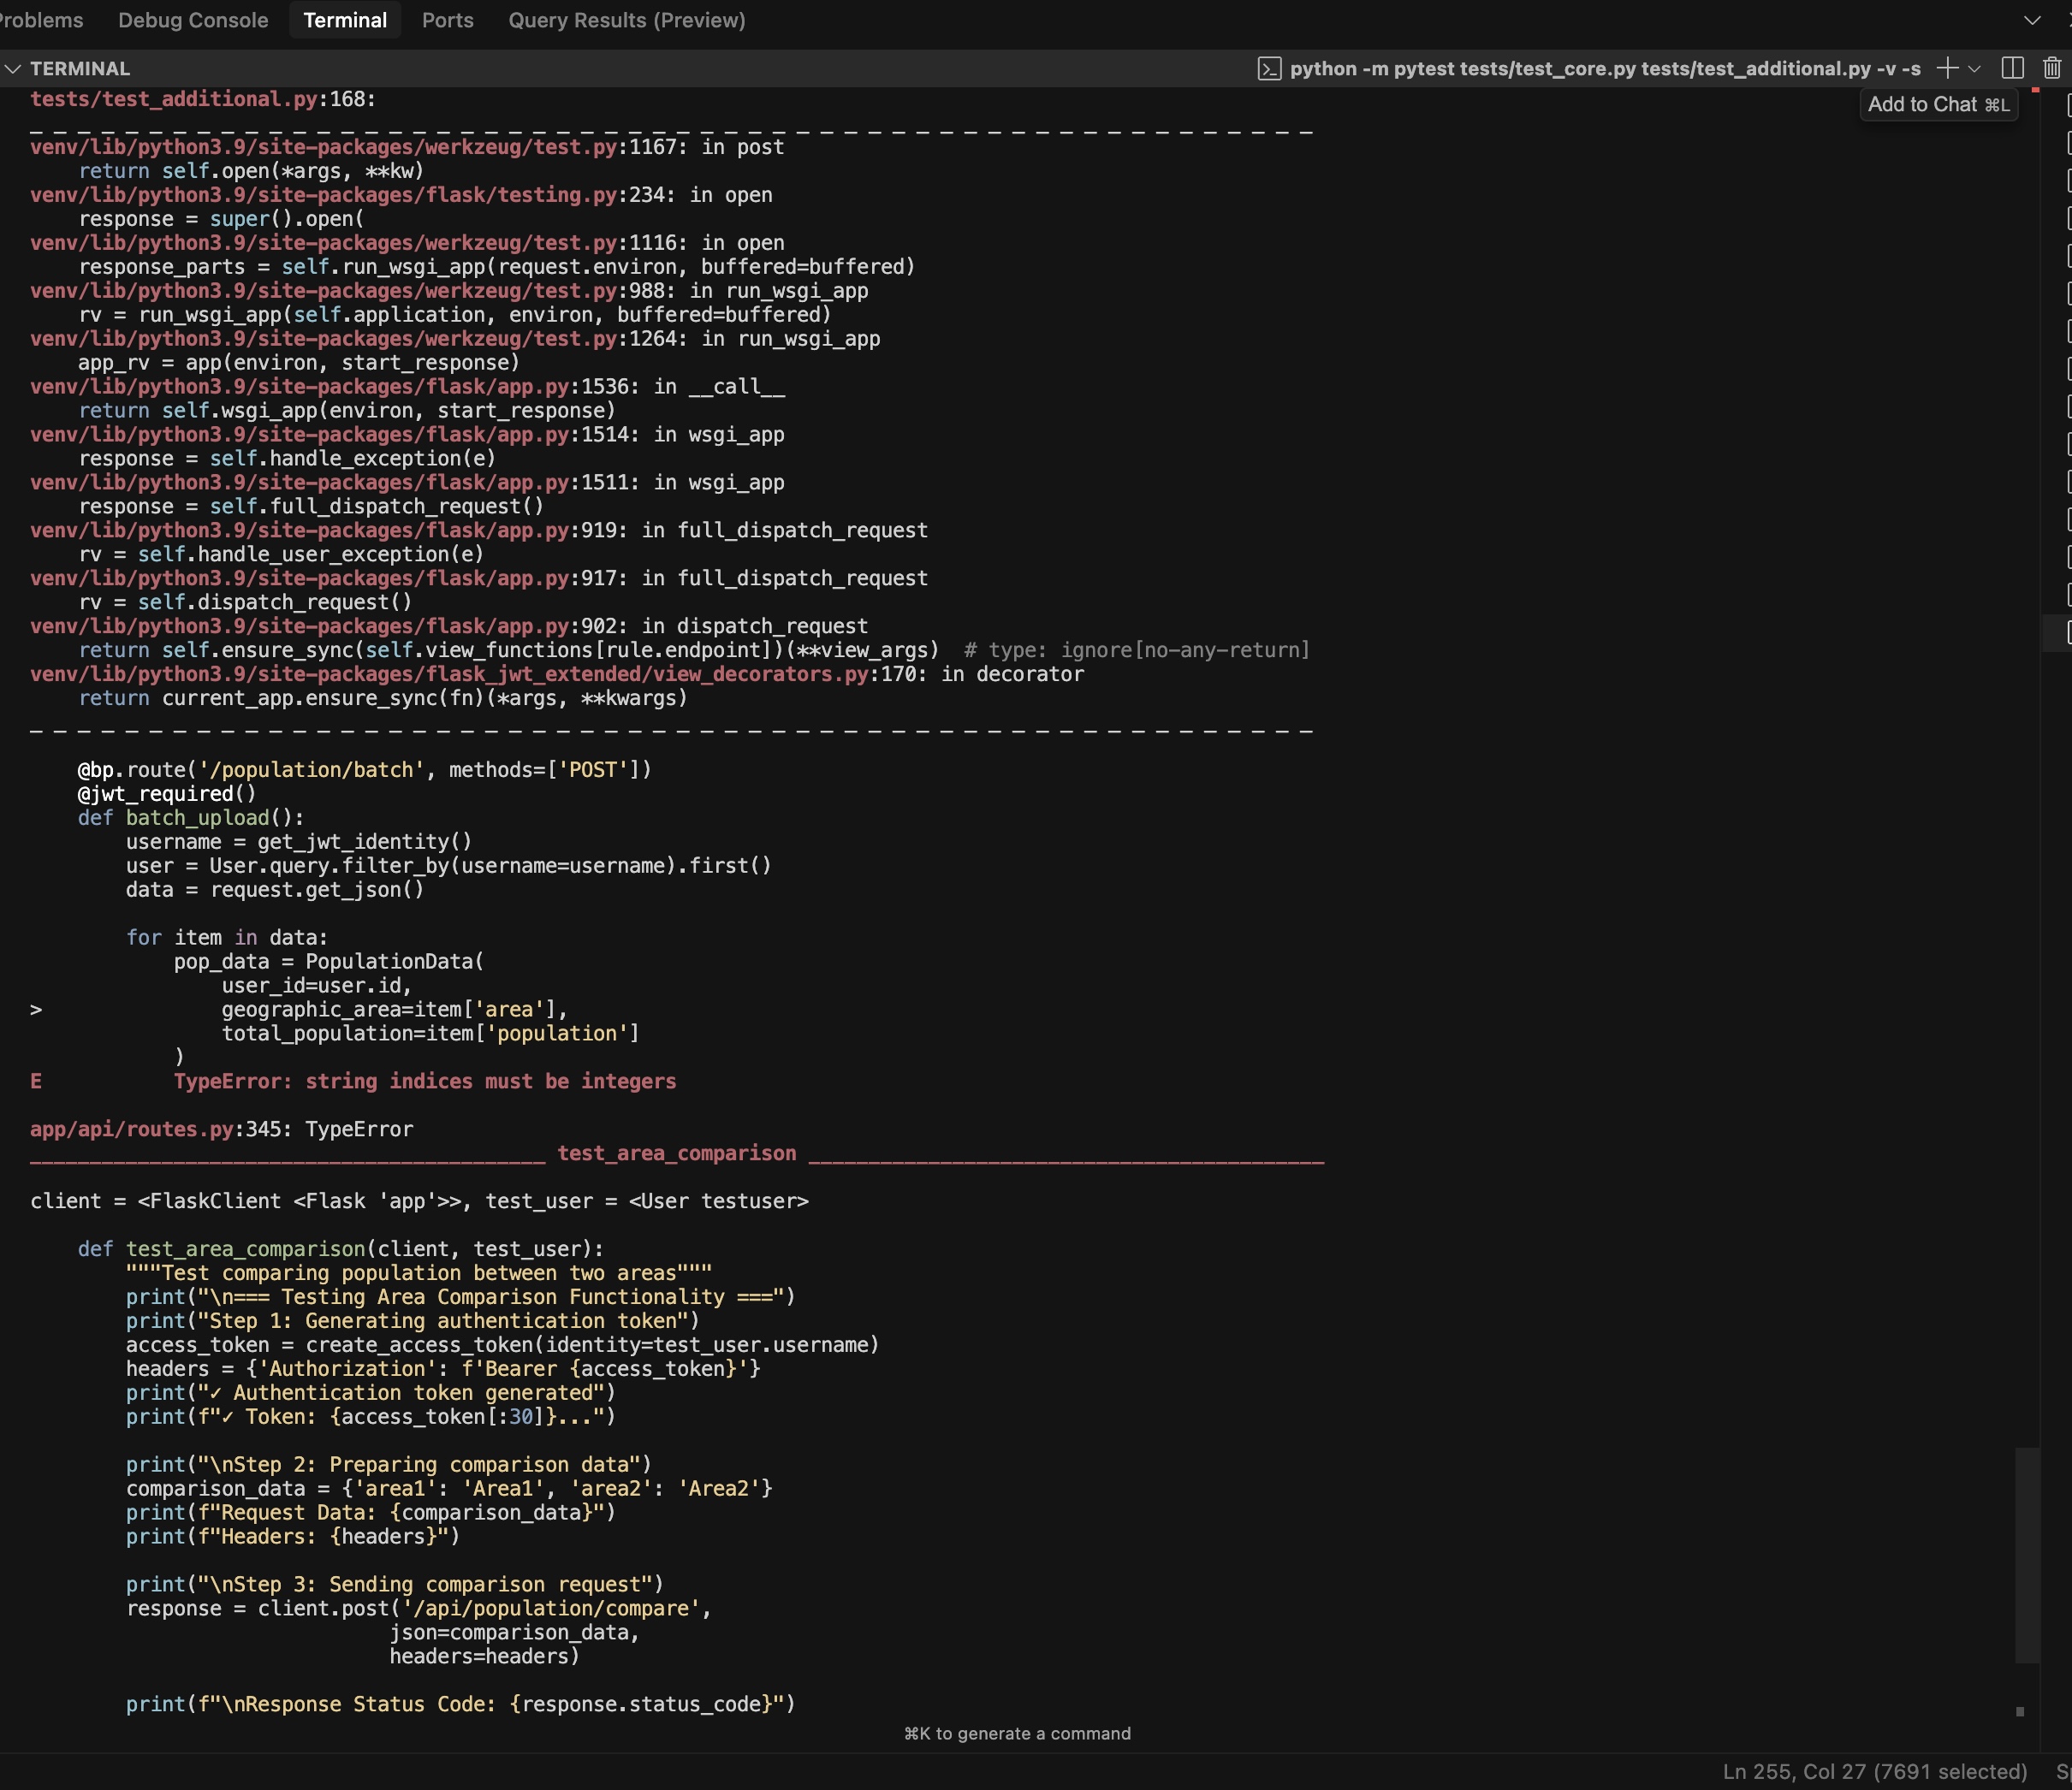 Problems Debug Console Terminal Ports Query Results (Preview)
TERMINAL python -m pytest tests/test_core.py tests/test_additional.py -v -s
Add to Chat ⌘L
tests/test_additional.py:168:
_ _ _ _ _ _ _ _ _ _ _ _ _ _ _ _ _ _ _ _ _ _ _ _ _ _ _ _ _ _ _ _ _ _ _ _ _ _ _ _ _ _ _ _ _ _ _ _ _ _ _ _ _ _
venv/lib/python3.9/site-packages/werkzeug/test.py:1167: in post
    return self.open(*args, **kw)
venv/lib/python3.9/site-packages/flask/testing.py:234: in open
    response = super().open(
venv/lib/python3.9/site-packages/werkzeug/test.py:1116: in open
    response_parts = self.run_wsgi_app(request.environ, buffered=buffered)
venv/lib/python3.9/site-packages/werkzeug/test.py:988: in run_wsgi_app
    rv = run_wsgi_app(self.application, environ, buffered=buffered)
venv/lib/python3.9/site-packages/werkzeug/test.py:1264: in run_wsgi_app
    app_rv = app(environ, start_response)
venv/lib/python3.9/site-packages/flask/app.py:1536: in __call__
    return self.wsgi_app(environ, start_response)
venv/lib/python3.9/site-packages/flask/app.py:1514: in wsgi_app
    response = self.handle_exception(e)
venv/lib/python3.9/site-packages/flask/app.py:1511: in wsgi_app
    response = self.full_dispatch_request()
venv/lib/python3.9/site-packages/flask/app.py:919: in full_dispatch_request
    rv = self.handle_user_exception(e)
venv/lib/python3.9/site-packages/flask/app.py:917: in full_dispatch_request
    rv = self.dispatch_request()
venv/lib/python3.9/site-packages/flask/app.py:902: in dispatch_request
    return self.ensure_sync(self.view_functions[rule.endpoint])(**view_args)  # type: ignore[no-any-return]
venv/lib/python3.9/site-packages/flask_jwt_extended/view_decorators.py:170: in decorator
    return current_app.ensure_sync(fn)(*args, **kwargs)
_ _ _ _ _ _ _ _ _ _ _ _ _ _ _ _ _ _ _ _ _ _ _ _ _ _ _ _ _ _ _ _ _ _ _ _ _ _ _ _ _ _ _ _ _ _ _ _ _ _ _ _ _ _
    @bp.route('/population/batch', methods=['POST'])
    @jwt_required()
    def batch_upload():
        username = get_jwt_identity()
        user = User.query.filter_by(username=username).first()
        data = request.get_json()
        for item in data:
            pop_data = PopulationData(
                user_id=user.id,
>               geographic_area=item['area'],
                total_population=item['population']
            )
E           TypeError: string indices must be integers
app/api/routes.py:345: TypeError
___________________________________________ test_area_comparison ___________________________________________
client = <FlaskClient <Flask 'app'>>, test_user = <User testuser>
    def test_area_comparison(client, test_user):
        """Test comparing population between two areas"""
        print("\n=== Testing Area Comparison Functionality ===")
        print("Step 1: Generating authentication token")
        access_token = create_access_token(identity=test_user.username)
        headers = {'Authorization': f'Bearer {access_token}'}
        print("✓ Authentication token generated")
        print(f"✓ Token: {access_token[:30]}...")
        print("\nStep 2: Preparing comparison data")
        comparison_data = {'area1': 'Area1', 'area2': 'Area2'}
        print(f"Request Data: {comparison_data}")
        print(f"Headers: {headers}")
        print("\nStep 3: Sending comparison request")
        response = client.post('/api/population/compare',
                              json=comparison_data,
                              headers=headers)
        print(f"\nResponse Status Code: {response.status_code}")
⌘K to generate a command
Ln 255, Col 27 (7691 selected)